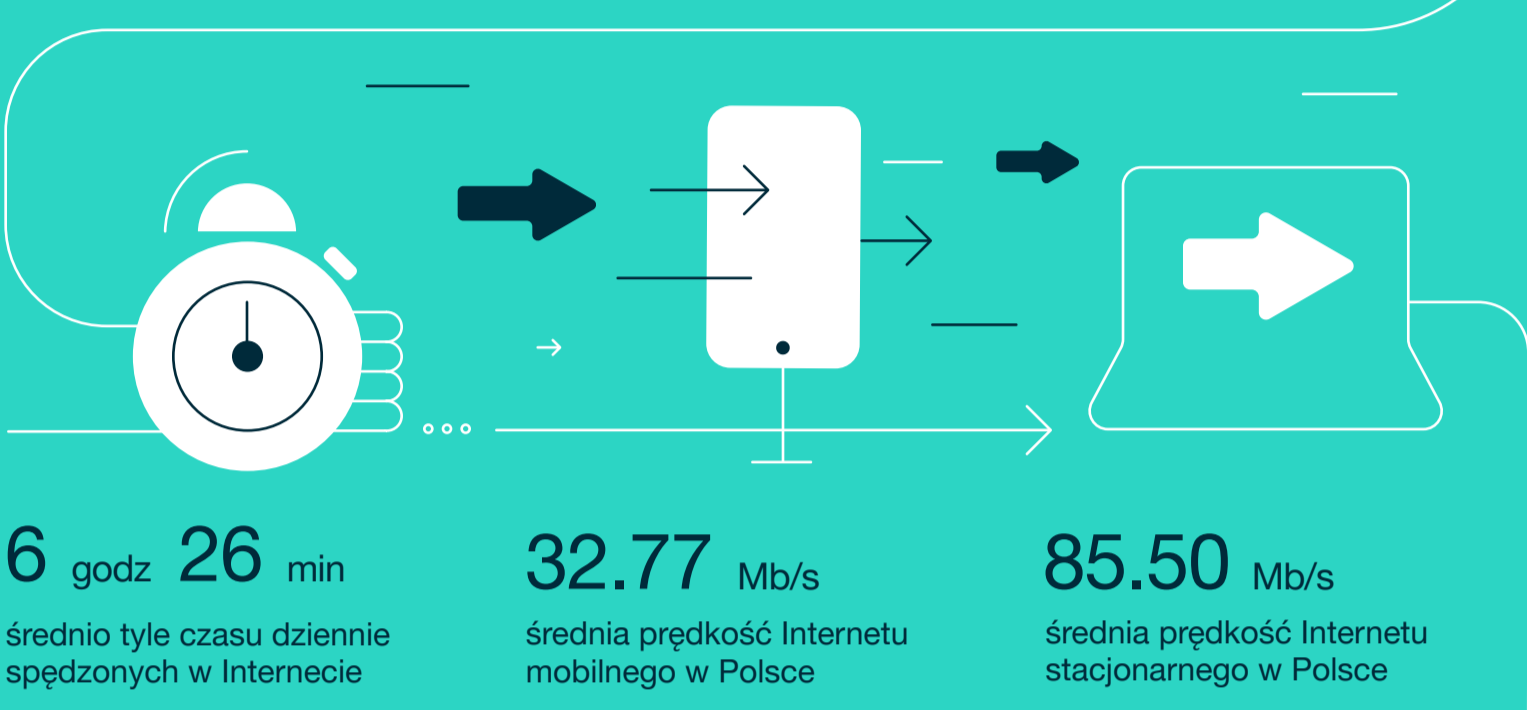 6 godz 26 min
średnio tyle czasu dziennie
spędzonych w Internecie
32.77 Mb/s
średnia prędkość Internetu
mobilnego w Polsce
85.50 Mb/s
średnia prędkość Internetu
stacjonarnego w Polsce